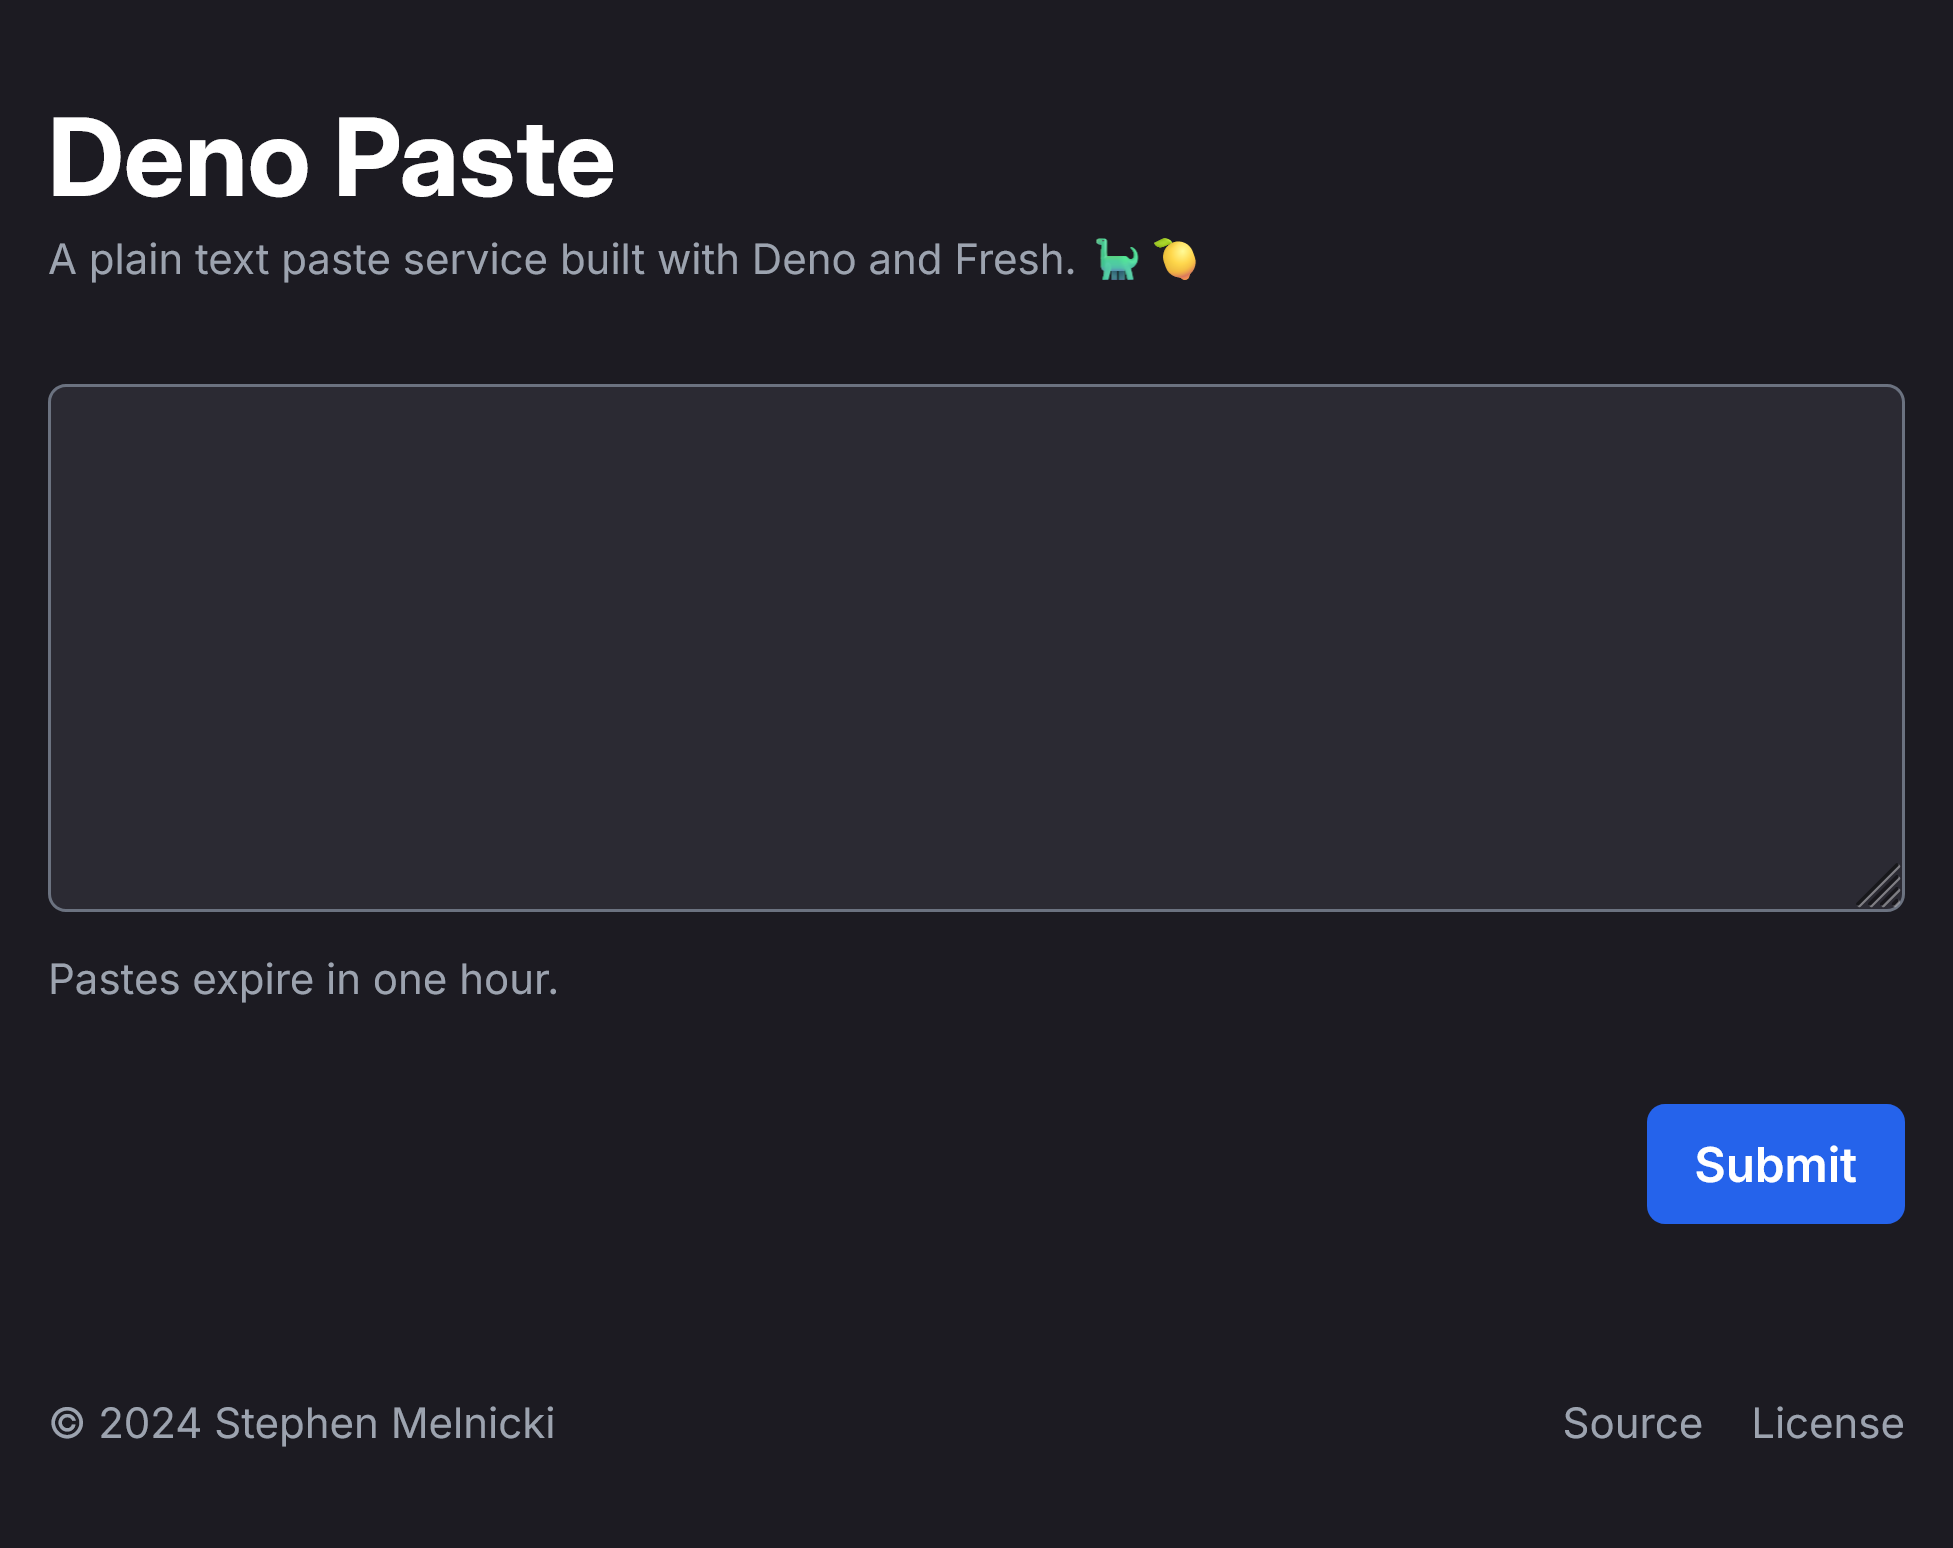 Deno Paste
A plain text paste service built with Deno and Fresh. 🦕 🍋
Pastes expire in one hour.
Submit
© 2024 Stephen Melnicki
Source License